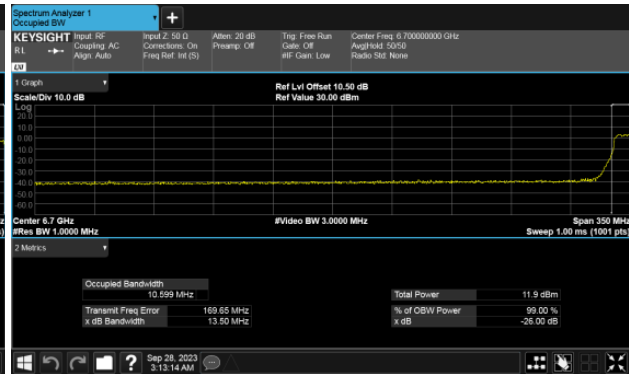 Spectrum Analyzer 1
Occupied BW
KEYSIGHT Input: RF Input Z: 50 Ω Atten: 20 dB Trig: Free Run Center Freq: 6.700000000 GHz
RL Coupling: AC Corrections: On Preamp: Off Gate: Off Avg|Hold: 50/50
Align: Auto Freq Ref: Int (S) #IF Gain: Low Radio Std: None
LXI
1 Graph Ref Lvl Offset 10.50 dB
Scale/Div 10.0 dB Ref Value 30.00 dBm
Log
20.0
10.0
0.00
-10.0
-20.0
-30.0
-40.0
-50.0
-60.0
Center 6.7 GHz #Video BW 3.0000 MHz Span 350 MHz
#Res BW 1.0000 MHz Sweep 1.00 ms (1001 pts)
2 Metrics
Occupied Bandwidth
10.599 MHz Total Power 11.9 dBm
Transmit Freq Error 169.65 MHz % of OBW Power 99.00 %
x dB Bandwidth 13.50 MHz x dB -26.00 dB
? Sep 28, 2023
3:13:14 AM